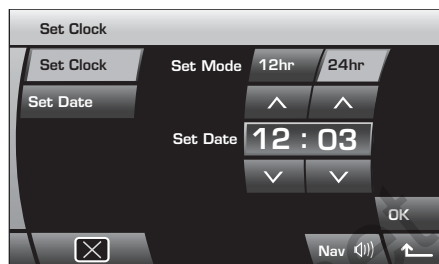 Set Clock
Set Clock Set Mode 12hr 24hr
Set Date
Set Date 12 : 03
OK
Nav